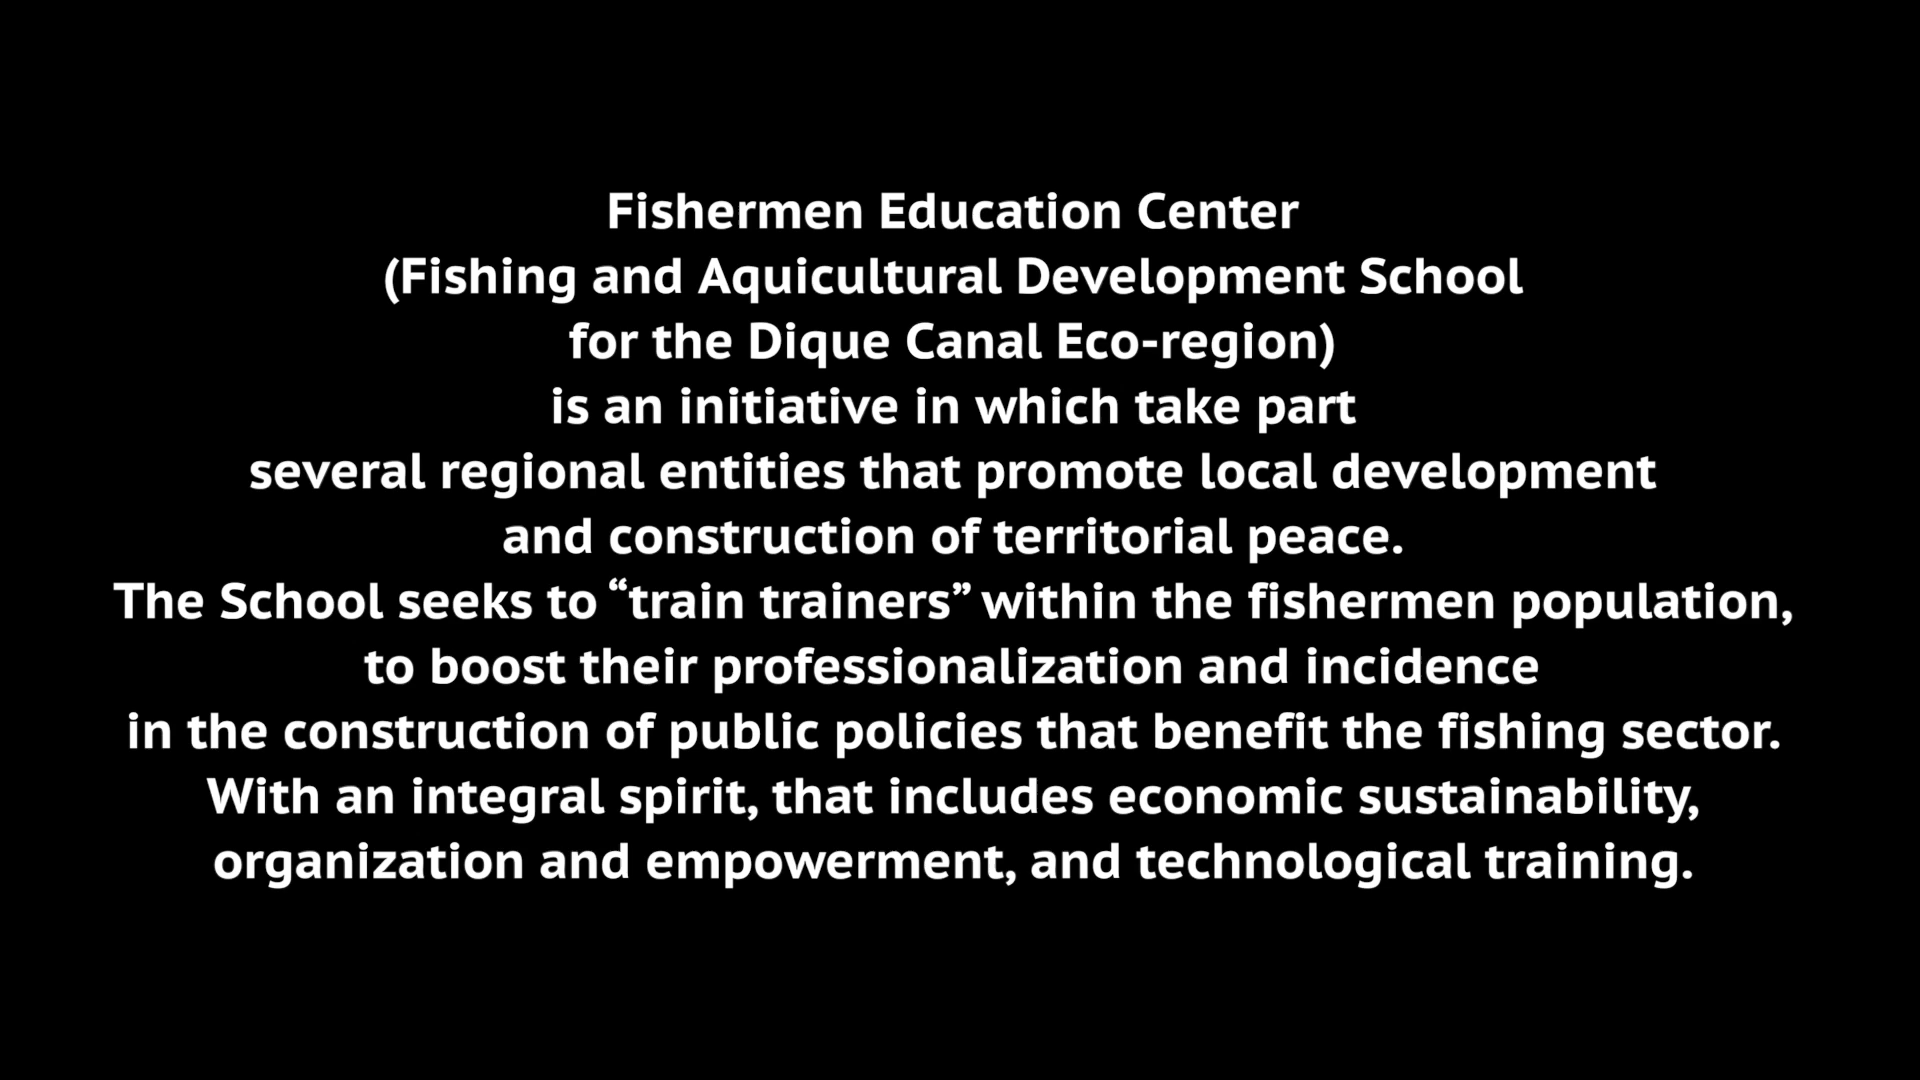 Fishermen Education Center
(Fishing and Aquicultural Development School
for the Dique Canal Eco-region)
is an initiative in which take part
several regional entities that promote local development
and construction of territorial peace.
The School seeks to “train trainers” within the fishermen population,
to boost their professionalization and incidence
in the construction of public policies that benefit the fishing sector.
With an integral spirit, that includes economic sustainability,
organization and empowerment, and technological training.